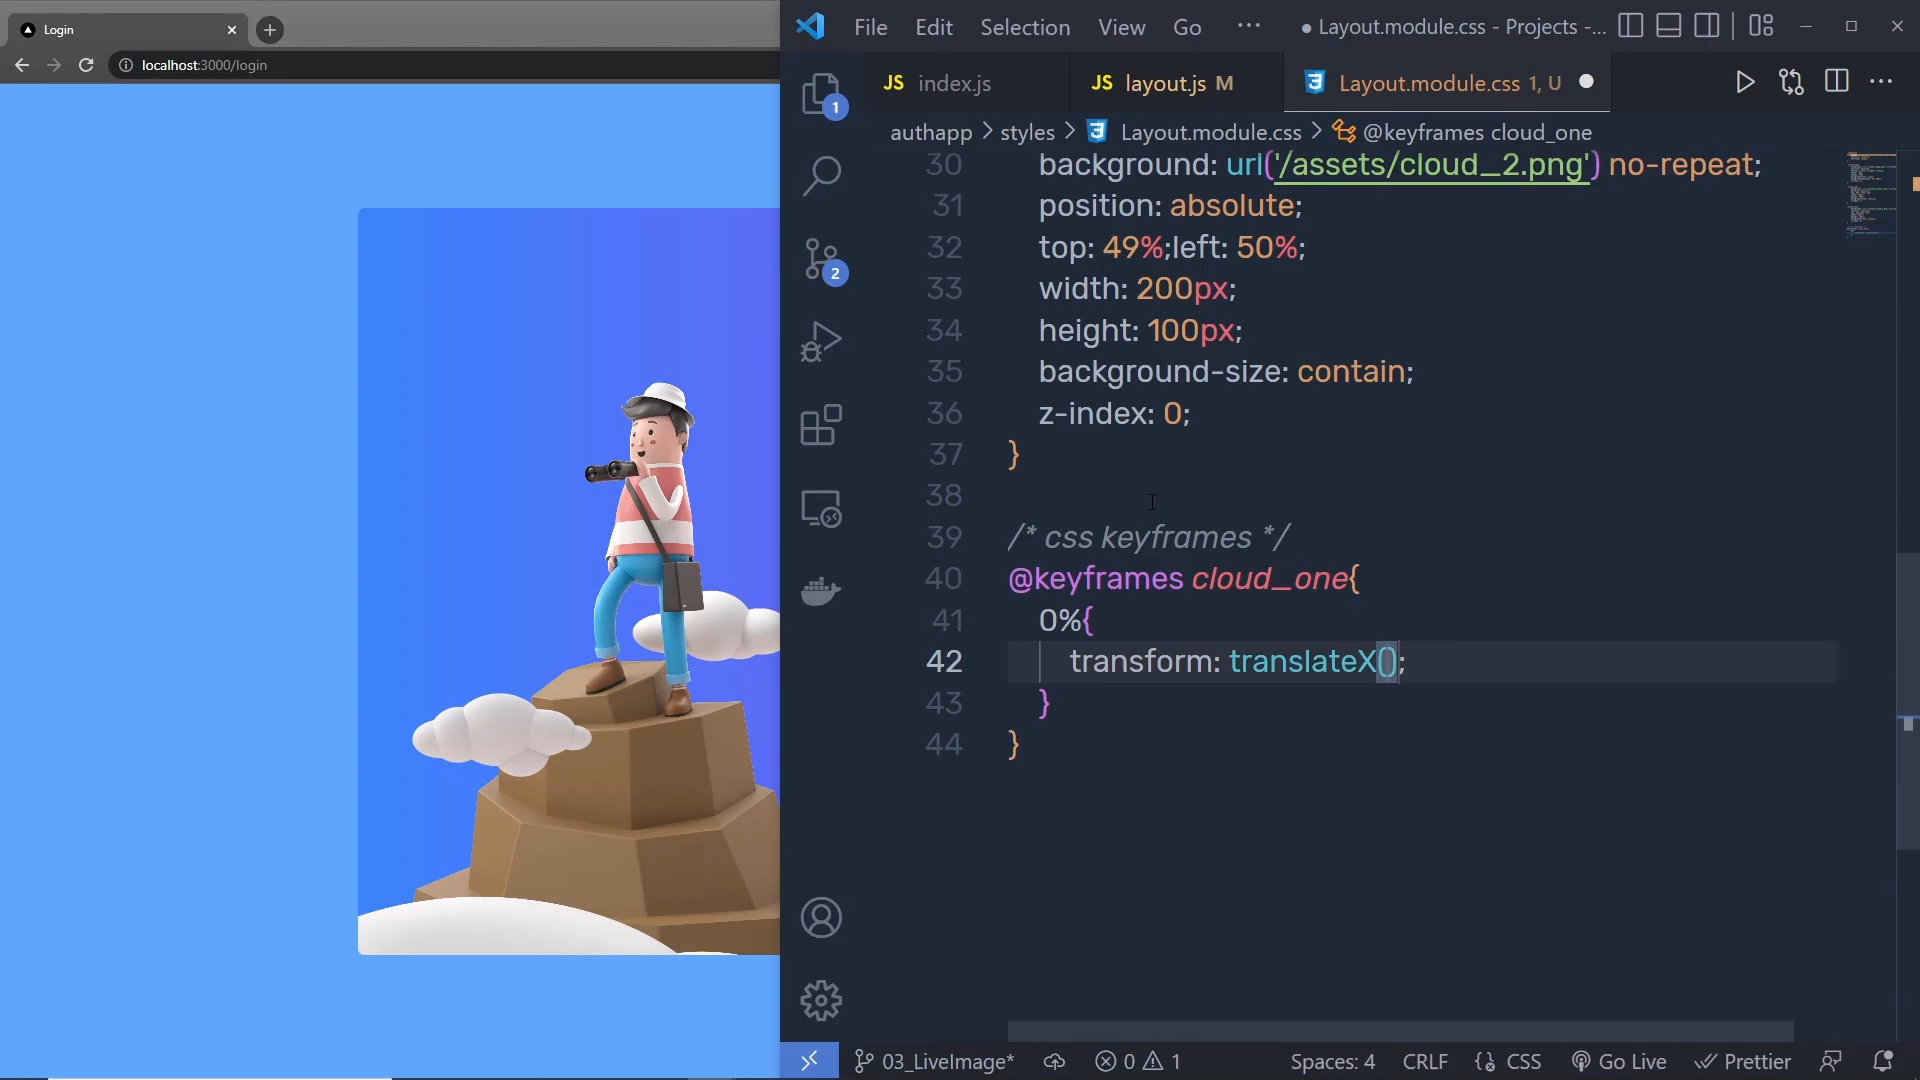 Login
localhost:3000/login
File Edit Selection View Go ··· ● Layout.module.css - Projects -...
JS index.js JS layout.js M Layout.module.css 1, U
authapp > styles > Layout.module.css > @keyframes cloud_one
1
2
30 background: url('/assets/cloud_2.png') no-repeat;
31 position: absolute;
32 top: 49%;left: 50%;
33 width: 200px;
34 height: 100px;
35 background-size: contain;
36 z-index: 0;
37 }
38
39 /* css keyframes */
40 @keyframes cloud_one{
41 0%{
42 transform: translateX();
43 }
44 }
03_LiveImage* 0 1 Spaces: 4 CRLF {} CSS Go Live Prettier